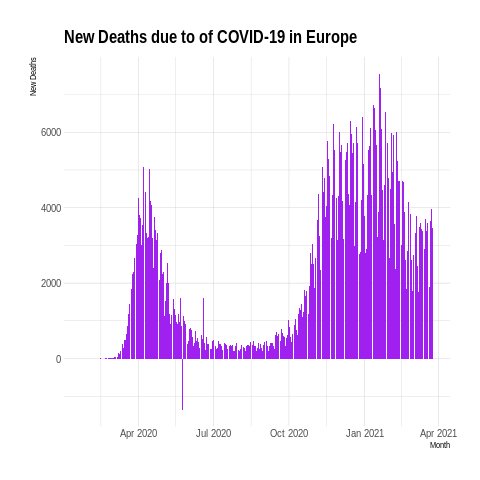 New Deaths due to of COVID-19 in Europe
New Deaths
6000
4000
2000
0
Apr 2020 Jul 2020 Oct 2020 Jan 2021 Apr 2021
Month